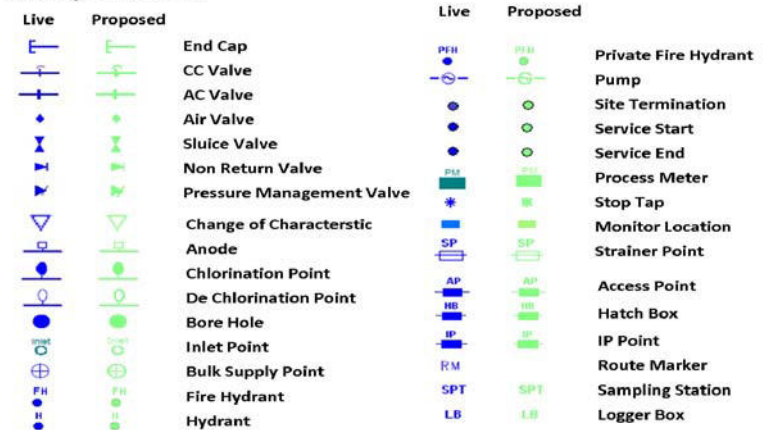 Live Proposed
End Cap
CC Valve
AC Valve
Air Valve
Sluice Valve
Non Return Valve
Pressure Management Valve
Change of Characterstic
Anode
Chlorination Point
De Chlorination Point
Bore Hole
Inlet Inlet Inlet Point
Bulk Supply Point
FH FH Fire Hydrant
H H Hydrant
Live Proposed
PFH PFH Private Fire Hydrant
Pump
Site Termination
Service Start
Service End
PM PM Process Meter
Stop Tap
Monitor Location
SP SP Strainer Point
AP AP Access Point
HB HB Hatch Box
IP IP IP Point
RM Route Marker
SPT SPT Sampling Station
LB LB Logger Box